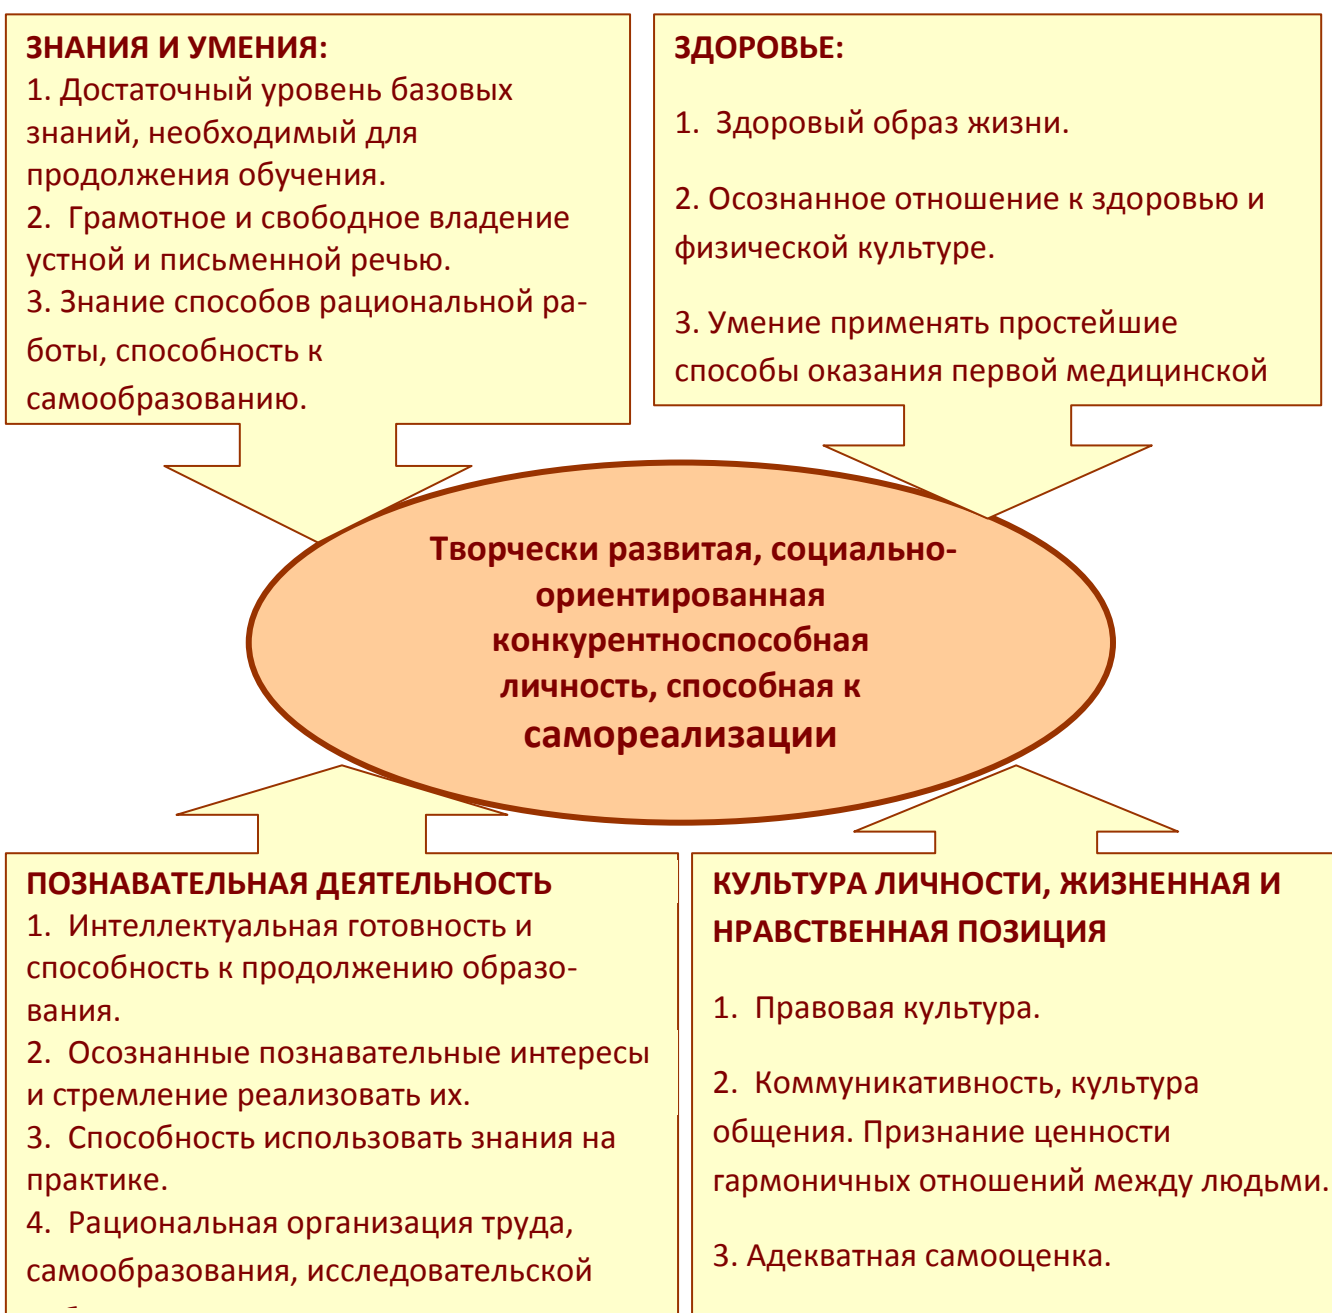 ЗНАНИЯ И УМЕНИЯ:
1. Достаточный уровень базовых
знаний, необходимый для
продолжения обучения.
2. Грамотное и свободное владение
устной и письменной речью.
3. Знание способов рациональной ра-
боты, способность к
самообразованию.
ЗДОРОВЬЕ:
1. Здоровый образ жизни.
2. Осознанное отношение к здоровью и
физической культуре.
3. Умение применять простейшие
способы оказания первой медицинской
Творчески развитая, социально-
ориентированная
конкурентноспособная
личность, способная к
самореализации
ПОЗНАВАТЕЛЬНАЯ ДЕЯТЕЛЬНОСТЬ
1. Интеллектуальная готовность и
способность к продолжению образо-
вания.
2. Осознанные познавательные интересы
и стремление реализовать их.
3. Способность использовать знания на
практике.
4. Рациональная организация труда,
самообразования, исследовательской
КУЛЬТУРА ЛИЧНОСТИ, ЖИЗНЕННАЯ И
НРАВСТВЕННАЯ ПОЗИЦИЯ
1. Правовая культура.
2. Коммуникативность, культура
общения. Признание ценности
гармоничных отношений между людьми.
3. Адекватная самооценка.